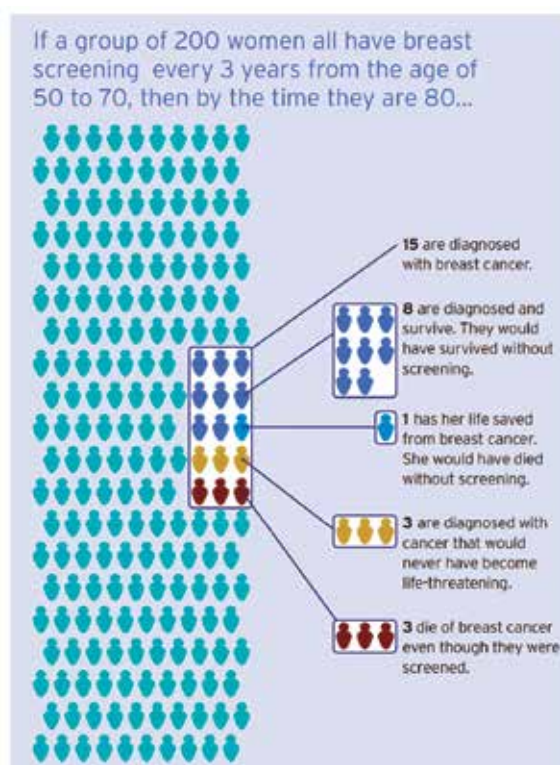 If a group of 200 women all have breast
screening every 3 years from the age of
50 to 70, then by the time they are 80...
15 are diagnosed
with breast cancer.
8 are diagnosed and
survive. They would
have survived without
screening.
1 has her life saved
from breast cancer.
She would have died
without screening.
3 are diagnosed with
cancer that would
never have become
life-threatening.
3 die of breast cancer
even though they were
screened.